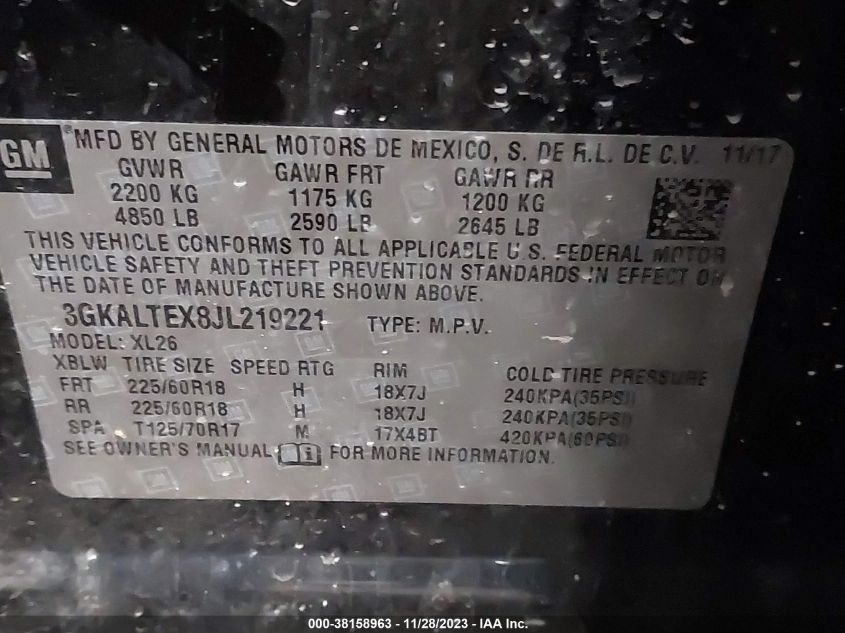 GM
®MFD BY GENERAL MOTORS DE MEXICO, S. DE R.L. DE C.V. 11/17
GVWR GAWR FRT GAWR RR
2200 KG 1175 KG 1200 KG
4850 LB 2590 LB 2645 LB
THIS VEHICLE CONFORMS TO ALL APPLICABLE U.S. FEDERAL MOTOR
VEHICLE SAFETY AND THEFT PREVENTION STANDARDS IN EFFECT ON
THE DATE OF MANUFACTURE SHOWN ABOVE.
3GKALTEX8JL219221 TYPE: M.P.V.
MODEL: XL26
XBLW TIRE SIZE SPEED RTG RIM COLD TIRE PRESSURE
FRT 225/60R18 H 18X7J 240KPA(35PSI)
RR 225/60R18 H 18X7J 240KPA(35PSI)
SPA T125/70R17 M 17X4BT 420KPA(60PSI)
SEE OWNER'S MANUAL FOR MORE INFORMATION.
000-38158963 - 11/28/2023 - IAA Inc.